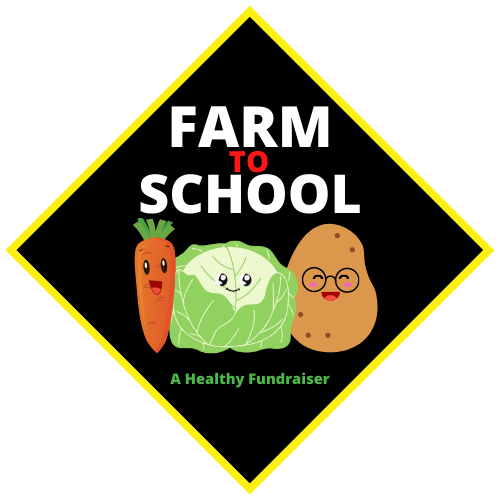 FARM
TO
SCHOOL
A Healthy Fundraiser